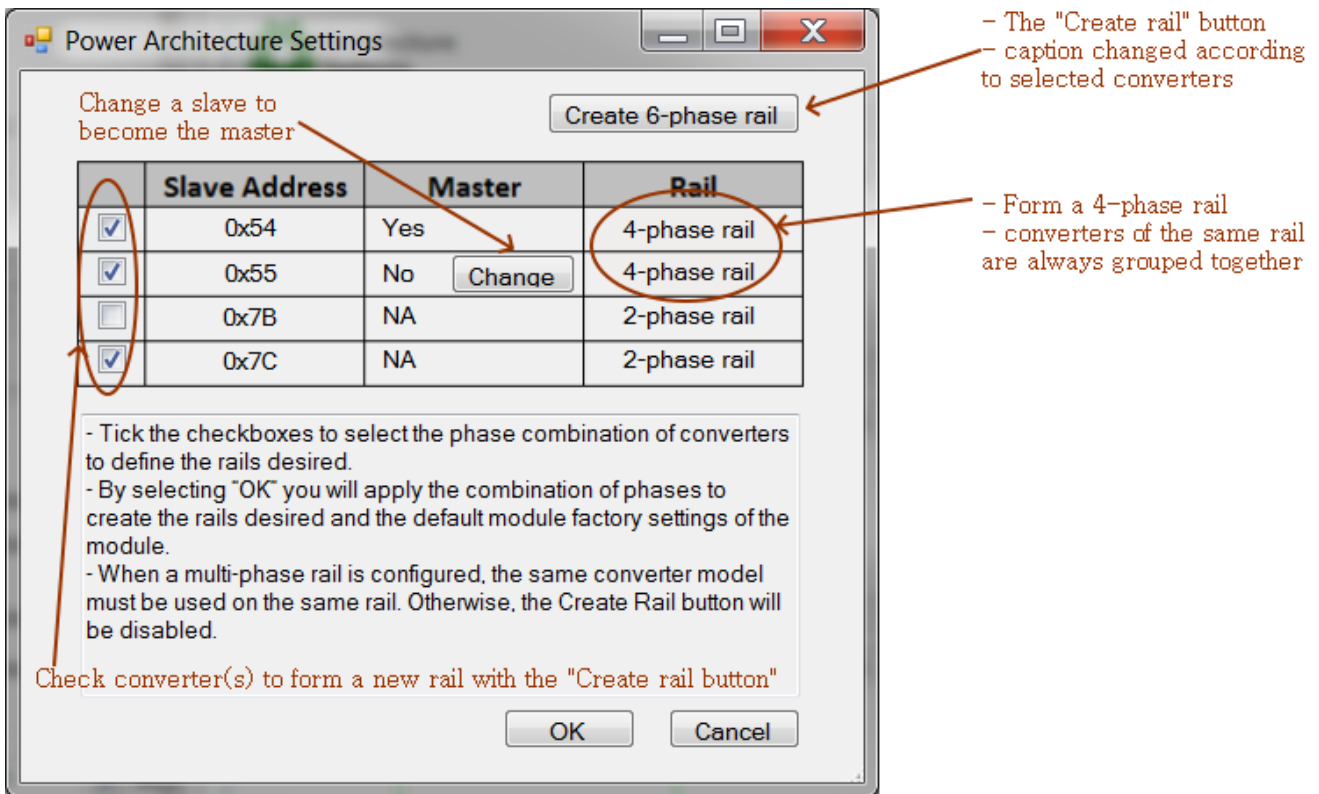 Power Architecture Settings
- The "Create rail" button
- caption changed according
to selected converters
Change a slave to
become the master
Create 6-phase rail
Slave Address Master Rail
0x54 Yes 4-phase rail
0x55 No Change 4-phase rail
0x7B NA 2-phase rail
0x7C NA 2-phase rail
- Form a 4-phase rail
- converters of the same rail
are always grouped together
- Tick the checkboxes to select the phase combination of converters
to define the rails desired.
- By selecting "OK" you will apply the combination of phases to
create the rails desired and the default module factory settings of the
module.
- When a multi-phase rail is configured, the same converter model
must be used on the same rail. Otherwise, the Create Rail button will
be disabled.
Check converter(s) to form a new rail with the "Create rail button"
OK Cancel